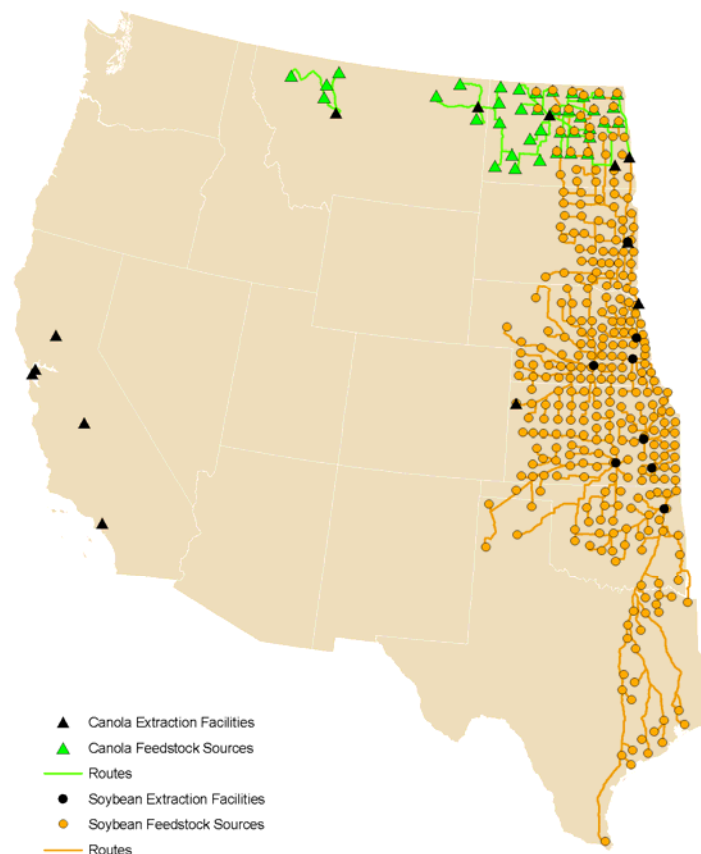 Canola Extraction Facilities
Canola Feedstock Sources
Routes
Soybean Extraction Facilities
Soybean Feedstock Sources
Routes